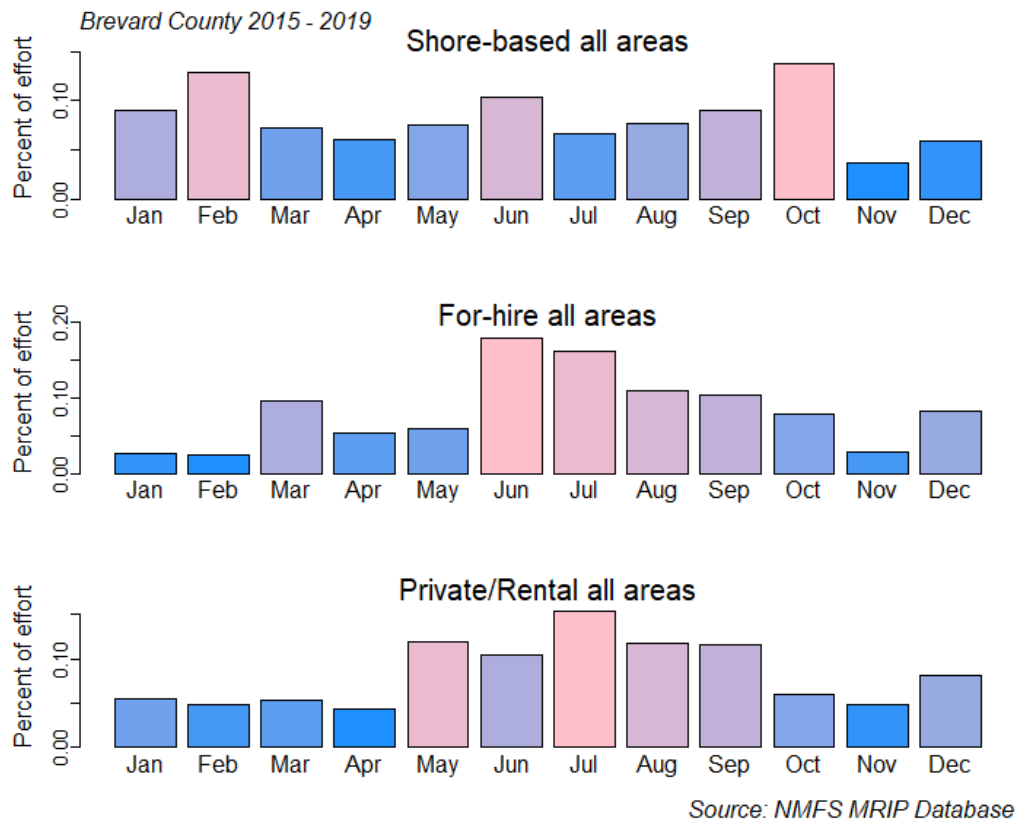 Brevard County 2015 - 2019
Shore-based all areas
Percent of effort
0.00 0.10
Jan Feb Mar Apr May Jun Jul Aug Sep Oct Nov Dec
For-hire all areas
Percent of effort
0.00 0.10 0.20
Jan Feb Mar Apr May Jun Jul Aug Sep Oct Nov Dec
Private/Rental all areas
Percent of effort
0.00 0.10
Jan Feb Mar Apr May Jun Jul Aug Sep Oct Nov Dec
Source: NMFS MRIP Database